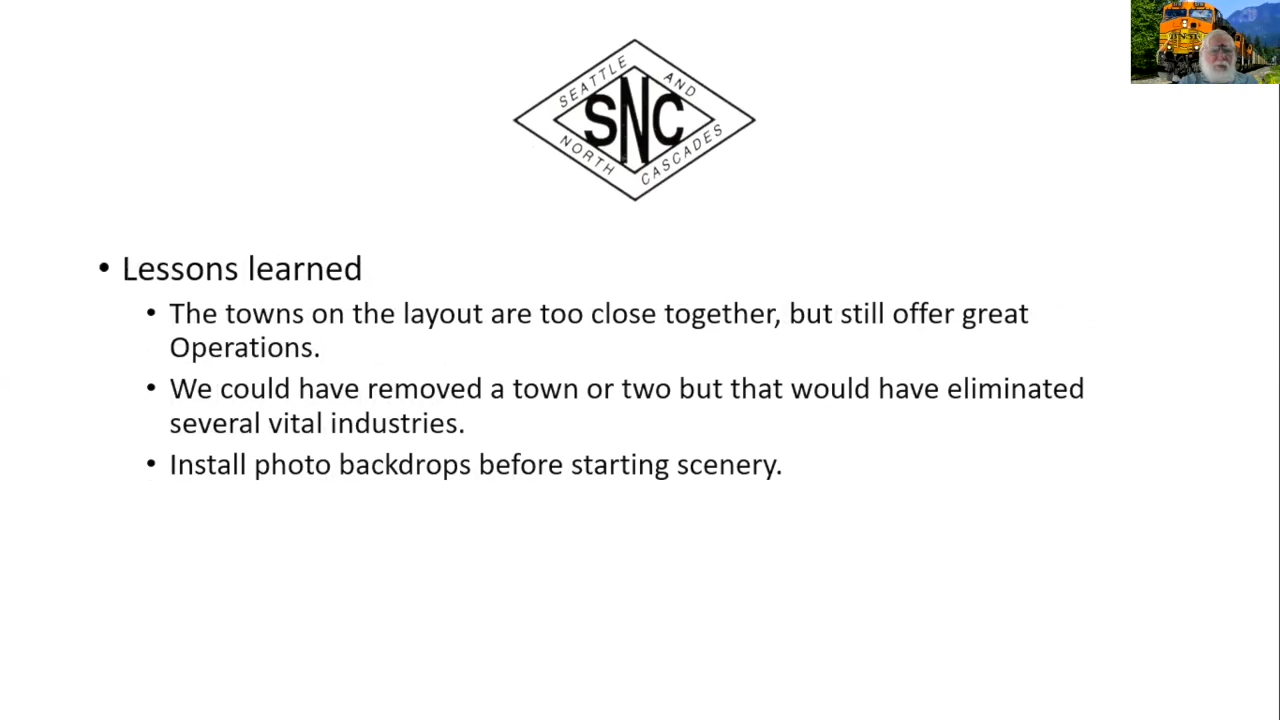 SEATTLE AND
SNC
NORTH CASCADES
BNSF
• Lessons learned
• The towns on the layout are too close together, but still offer great
Operations.
• We could have removed a town or two but that would have eliminated
several vital industries.
• Install photo backdrops before starting scenery.